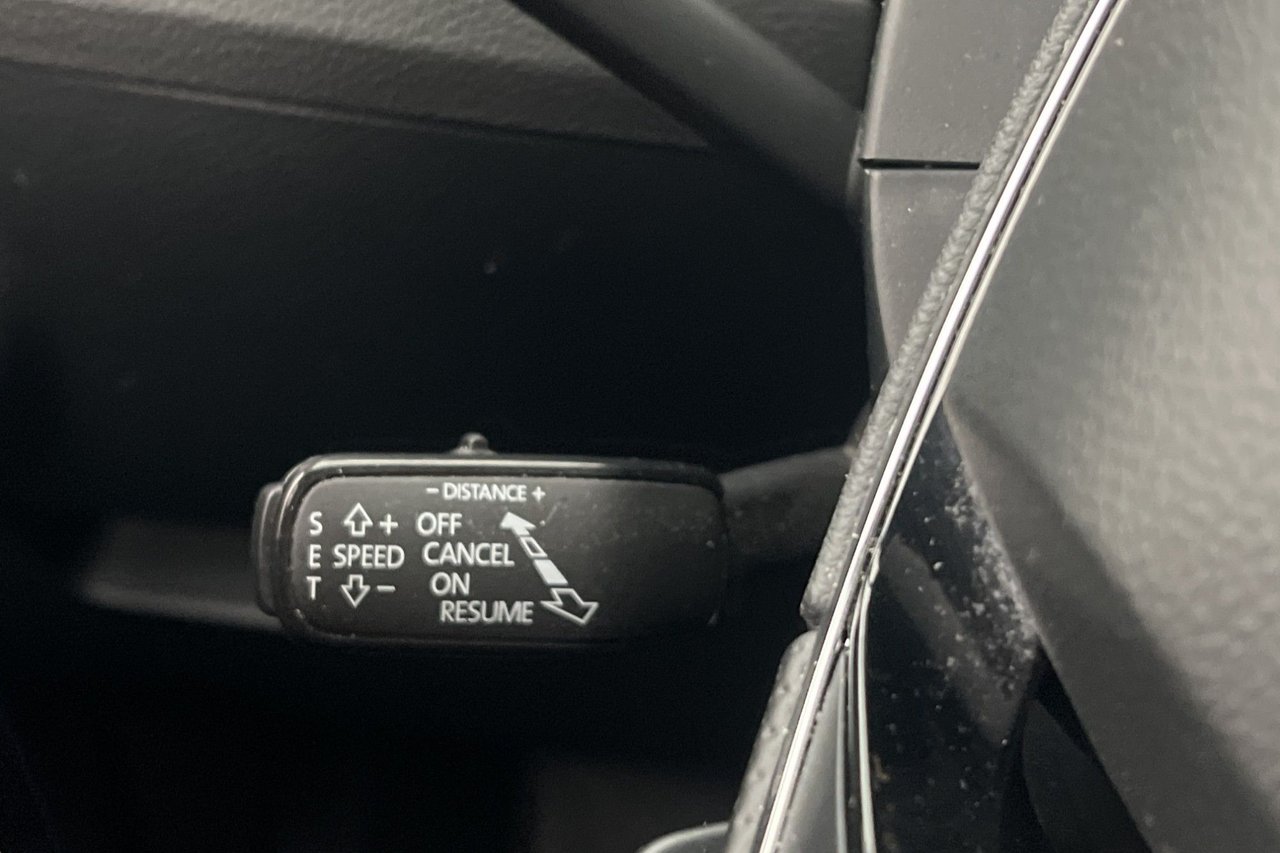 - DISTANCE +
S + OFF
E SPEED CANCEL
T - ON
RESUME